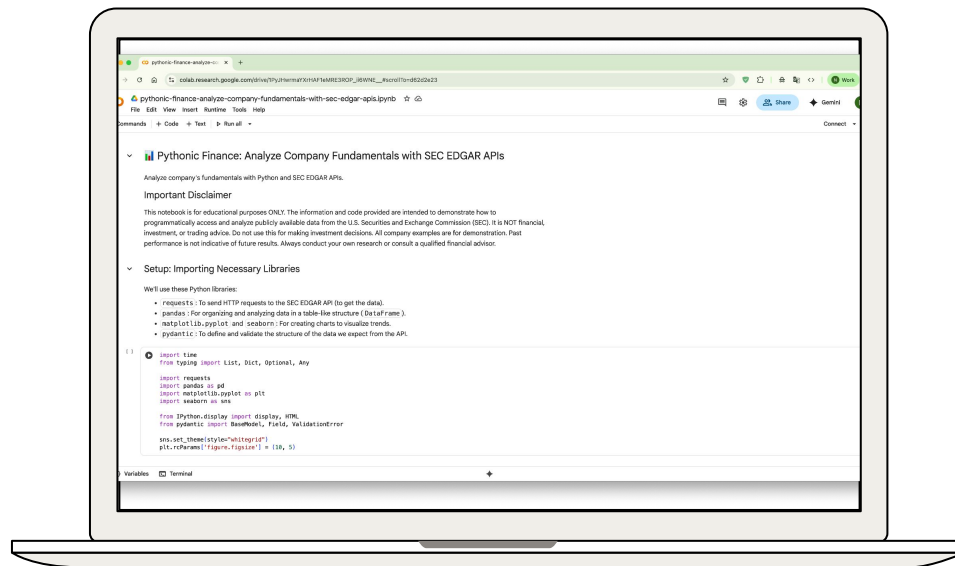 pythonic-finance-analyze-co
colab.research.google.com/drive/1PyJHermaYXrHAF1eMRE3ROP_ii6WNE__#scrollTo=d62d2e23
Work
pythonic-finance-analyze-company-fundamentals-with-sec-edgar-apis.ipynb
File Edit View Insert Runtime Tools Help
Share
Gemini
Commands + Code + Text Run all
Connect
📊 Pythonic Finance: Analyze Company Fundamentals with SEC EDGAR APIs
Analyze company's fundamentals with Python and SEC EDGAR APIs.
Important Disclaimer
This notebook is for educational purposes ONLY. The information and code provided are intended to demonstrate how to
programmatically access and analyze publicly available data from the U.S. Securities and Exchange Commission (SEC). It is NOT financial,
investment, or trading advice. Do not use this for making investment decisions. All company examples are for demonstration. Past
performance is not indicative of future results. Always conduct your own research or consult a qualified financial advisor.
Setup: Importing Necessary Libraries
We'll use these Python libraries:
• requests: To send HTTP requests to the SEC EDGAR API (to get the data).
• pandas: For organizing and analyzing data in a table-like structure (DataFrame).
• matplotlib.pyplot and seaborn: For creating charts to visualize trends.
• pydantic: To define and validate the structure of the data we expect from the API.
[ ]
import time
from typing import List, Dict, Optional, Any
import requests
import pandas as pd
import matplotlib.pyplot as plt
import seaborn as sns
from IPython.display import display, HTML
from pydantic import BaseModel, Field, ValidationError
sns.set_theme(style="whitegrid")
plt.rcParams['figure.figsize'] = (10, 5)
Variables Terminal